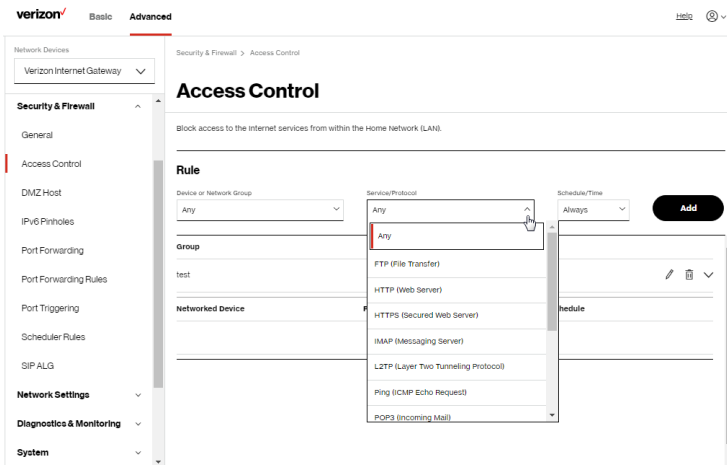 verizon Basic Advanced Help
Network Devices
Verizon Internet Gateway
Security & Firewall
General
Access Control
DMZ Host
IPv6 Pinholes
Port Forwarding
Port Forwarding Rules
Port Triggering
Scheduler Rules
SIP ALG
Network Settings
Diagnostics & Monitoring
System
Security & Firewall > Access Control
Access Control
Block access to the Internet services from within the Home Network (LAN).
Rule
Device or Network Group Service/Protocol Schedule/Time
Any Any Always Add
Any
FTP (File Transfer)
HTTP (Web Server)
HTTPS (Secured Web Server)
IMAP (Messaging Server)
L2TP (Layer Two Tunneling Protocol)
Ping (ICMP Echo Request)
POP3 (Incoming Mail)
Group
test
Networked Device